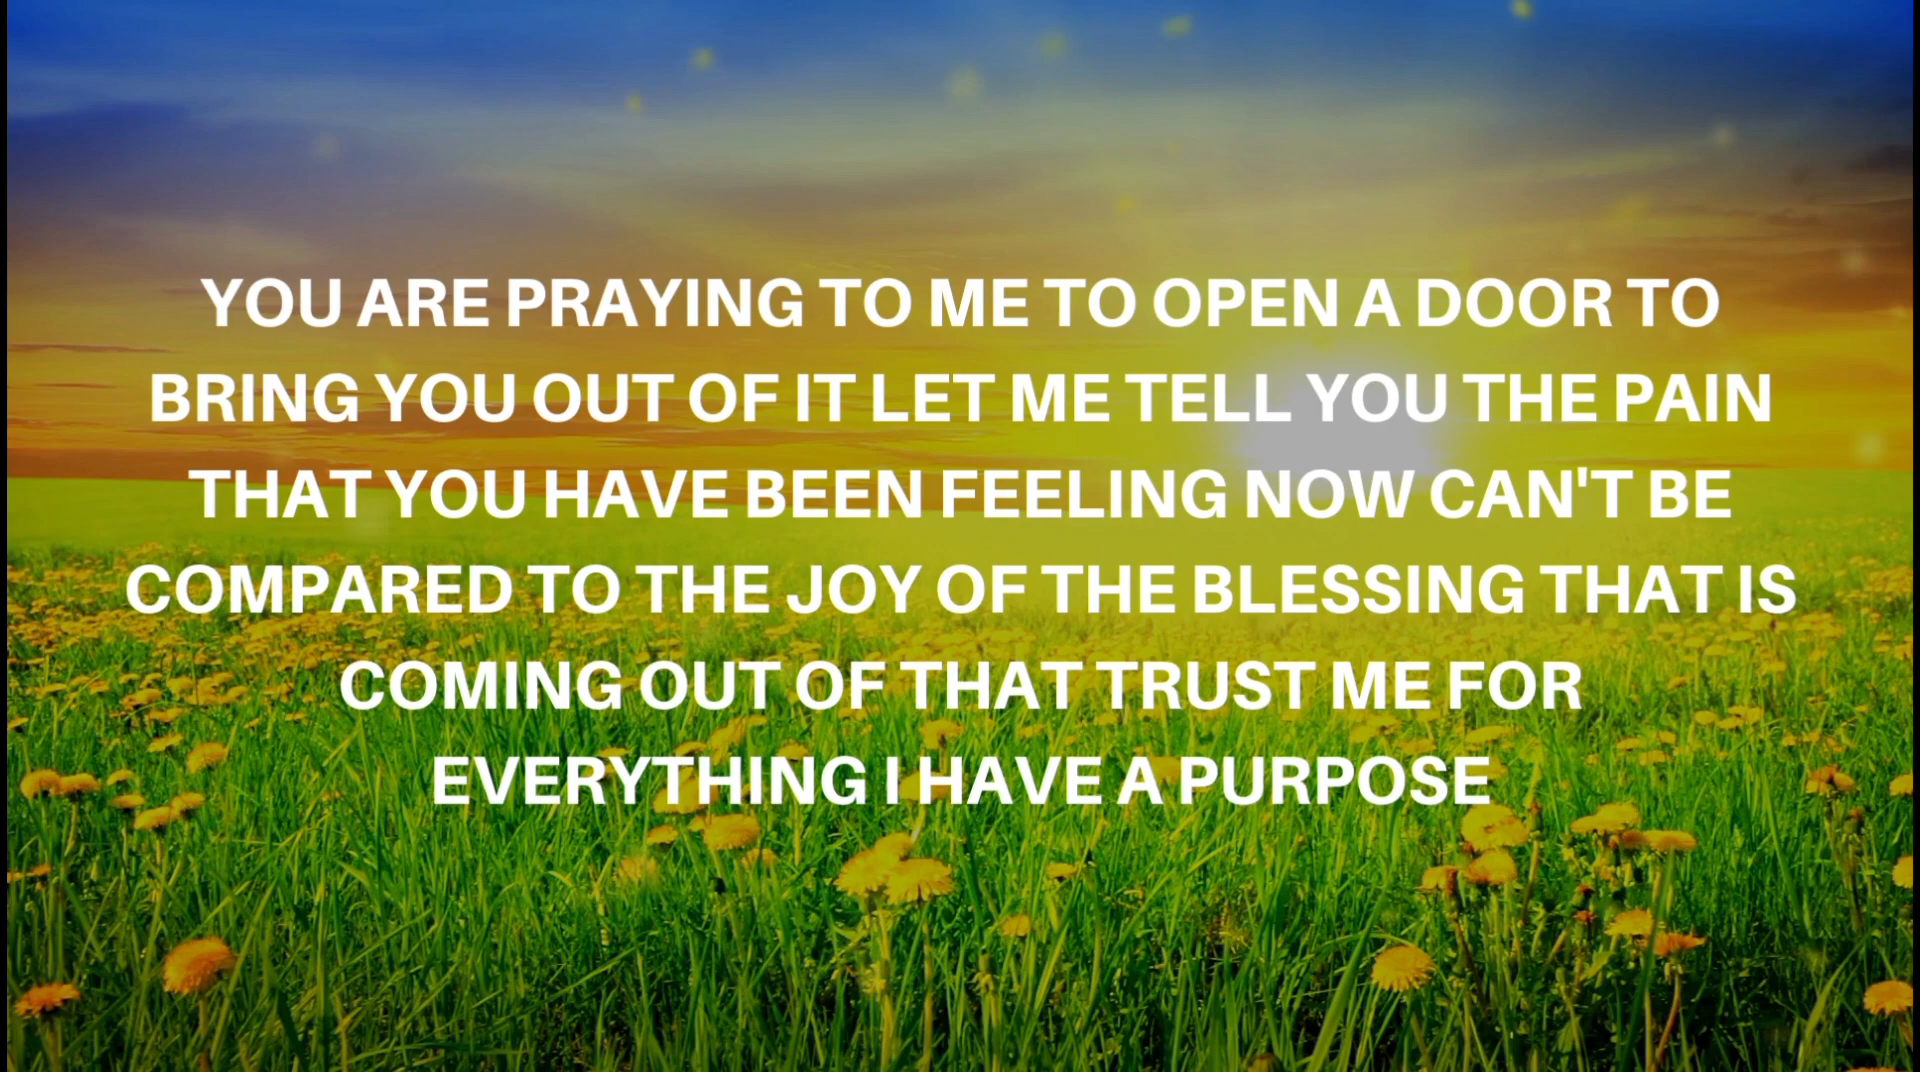 YOU ARE PRAYING TO ME TO OPEN A DOOR TO
BRING YOU OUT OF IT LET ME TELL YOU THE PAIN
THAT YOU HAVE BEEN FEELING NOW CAN'T BE
COMPARED TO THE JOY OF THE BLESSING THAT IS
COMING OUT OF THAT TRUST ME FOR
EVERYTHING I HAVE A PURPOSE